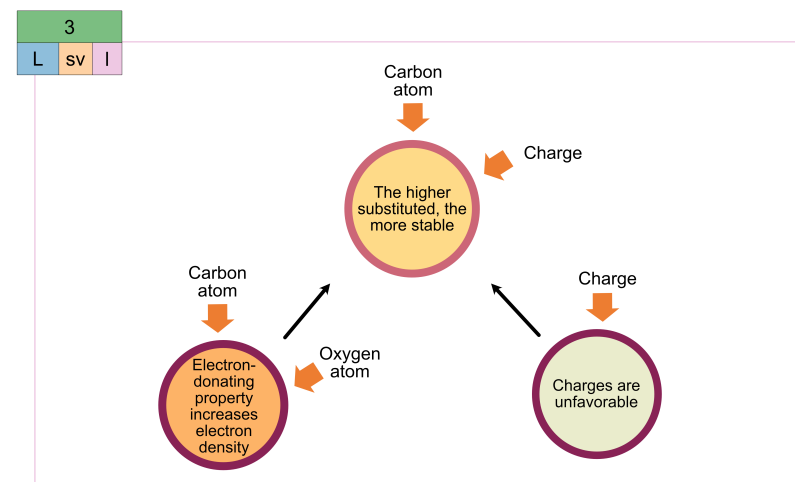 3
L sv I
Carbon
atom
Charge
The higher
substituted, the
more stable
Carbon
atom
Charge
Oxygen
atom
Electron-
donating
property
increases
electron
density
Charges are
unfavorable